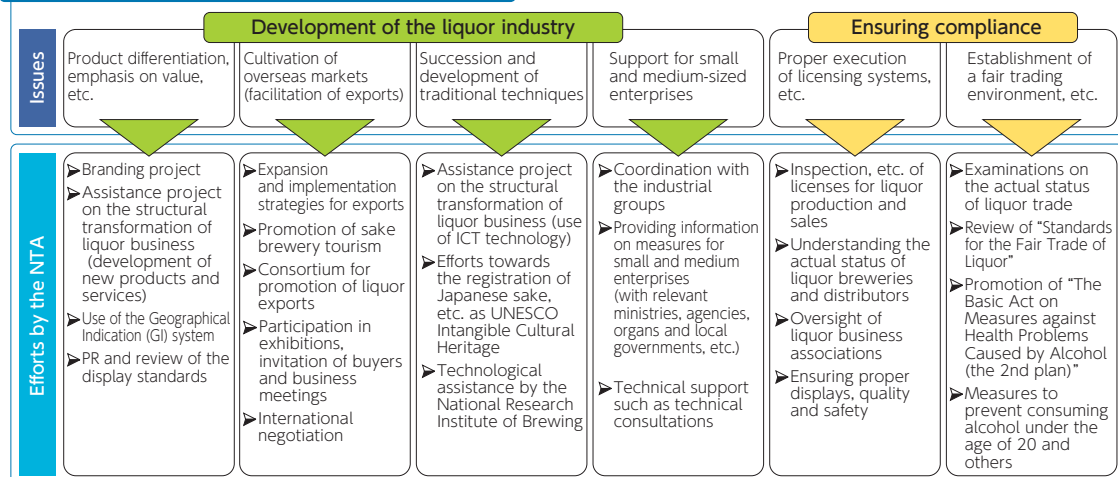 Development of the liquor industry
Ensuring compliance
Issues
Product differentiation,
emphasis on value,
etc.
Cultivation of
overseas markets
(facilitation of exports)
Succession and
development of
traditional techniques
Support for small
and medium-sized
enterprises
Proper execution
of licensing systems,
etc.
Establishment of
a fair trading
environment, etc.
Efforts by the NTA
➢Branding project
➢Assistance project
on the structural
transformation of
liquor business
(development of
new products and
services)
➢Use of the Geographical
Indication (GI) system
➢PR and review of the
display standards
➢Expansion
and implementation
strategies for exports
➢Promotion of sake
brewery tourism
➢Consortium for
promotion of liquor
exports
➢Participation in
exhibitions,
invitation of buyers
and business
meetings
➢International
negotiation
➢Assistance project
on the structural
transformation of
liquor business (use
of ICT technology)
➢Efforts towards
the registration of
Japanese sake,
etc. as UNESCO
Intangible Cultural
Heritage
➢Technological
assistance by the
National Research
Institute of Brewing
➢Coordination with
the industrial
groups
➢Providing information
on measures for
small and medium
enterprises
(with relevant
ministries, agencies,
organs and local
governments, etc.)
➢Technical support
such as technical
consultations
➢Inspection, etc. of
licenses for liquor
production and
sales
➢Understanding the
actual status of
liquor breweries
and distributors
➢Oversight of
liquor business
associations
➢Ensuring proper
displays, quality
and safety
➢Examinations on
the actual status
of liquor trade
➢Review of “Standards
for the Fair Trade of
Liquor”
➢Promotion of “The
Basic Act on
Measures against
Health Problems
Caused by Alcohol
(the 2nd plan)”
➢Measures to
prevent consuming
alcohol under the
age of 20 and
others